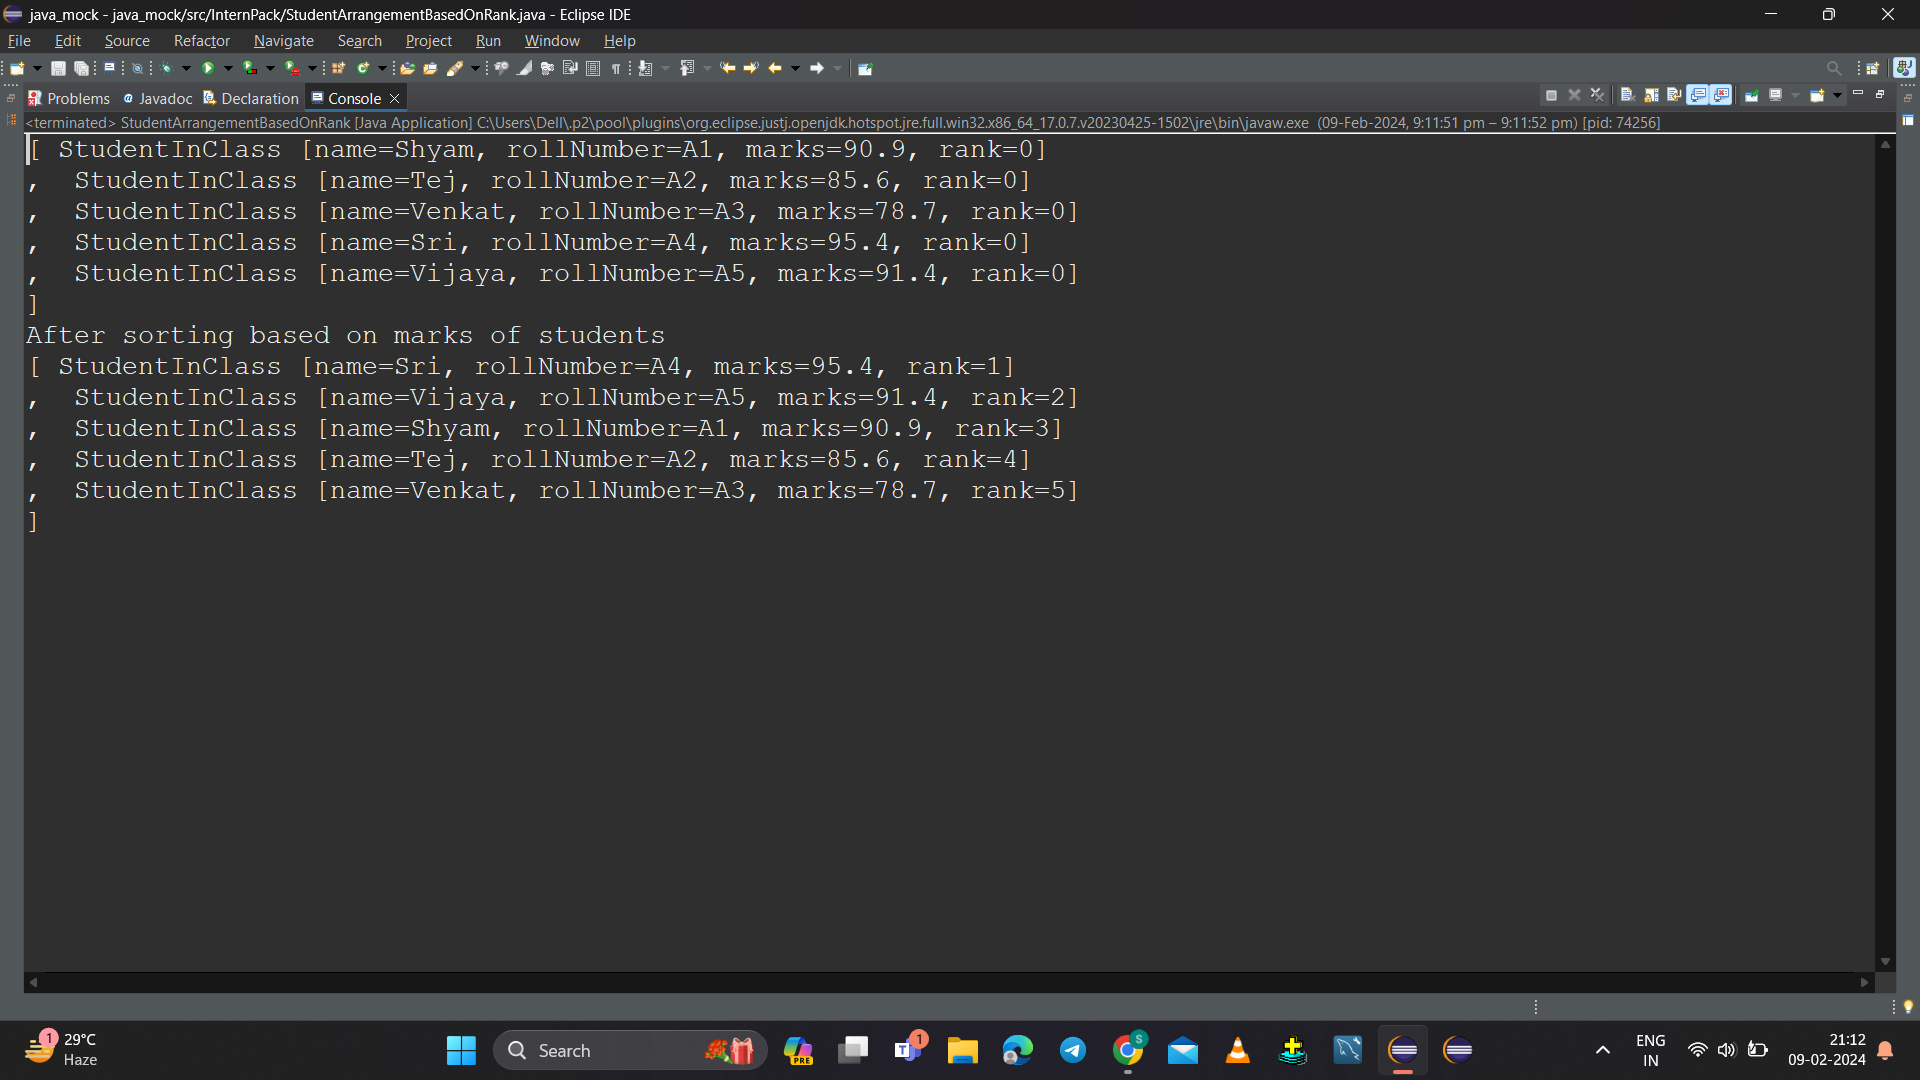 java_mock - java_mock/src/InternPack/StudentArrangementBasedOnRank.java - Eclipse IDE
File Edit Source Refactor Navigate Search Project Run Window Help
Problems @ Javadoc Declaration Console
<terminated> StudentArrangementBasedOnRank [Java Application] C:\Users\Dell\.p2\pool\plugins\org.eclipse.justj.openjdk.hotspot.jre.full.win32.x86_64_17.0.7.v20230425-1502\jre\bin\javaw.exe (09-Feb-2024, 9:11:51 pm – 9:11:52 pm) [pid: 74256]
[ StudentInClass [name=Shyam, rollNumber=A1, marks=90.9, rank=0]
,  StudentInClass [name=Tej, rollNumber=A2, marks=85.6, rank=0]
,  StudentInClass [name=Venkat, rollNumber=A3, marks=78.7, rank=0]
,  StudentInClass [name=Sri, rollNumber=A4, marks=95.4, rank=0]
,  StudentInClass [name=Vijaya, rollNumber=A5, marks=91.4, rank=0]
]
After sorting based on marks of students
[ StudentInClass [name=Sri, rollNumber=A4, marks=95.4, rank=1]
,  StudentInClass [name=Vijaya, rollNumber=A5, marks=91.4, rank=2]
,  StudentInClass [name=Shyam, rollNumber=A1, marks=90.9, rank=3]
,  StudentInClass [name=Tej, rollNumber=A2, marks=85.6, rank=4]
,  StudentInClass [name=Venkat, rollNumber=A3, marks=78.7, rank=5]
]
1 29°C
Haze
Search
PRE
T 1
S
ENG
IN
21:12
09-02-2024